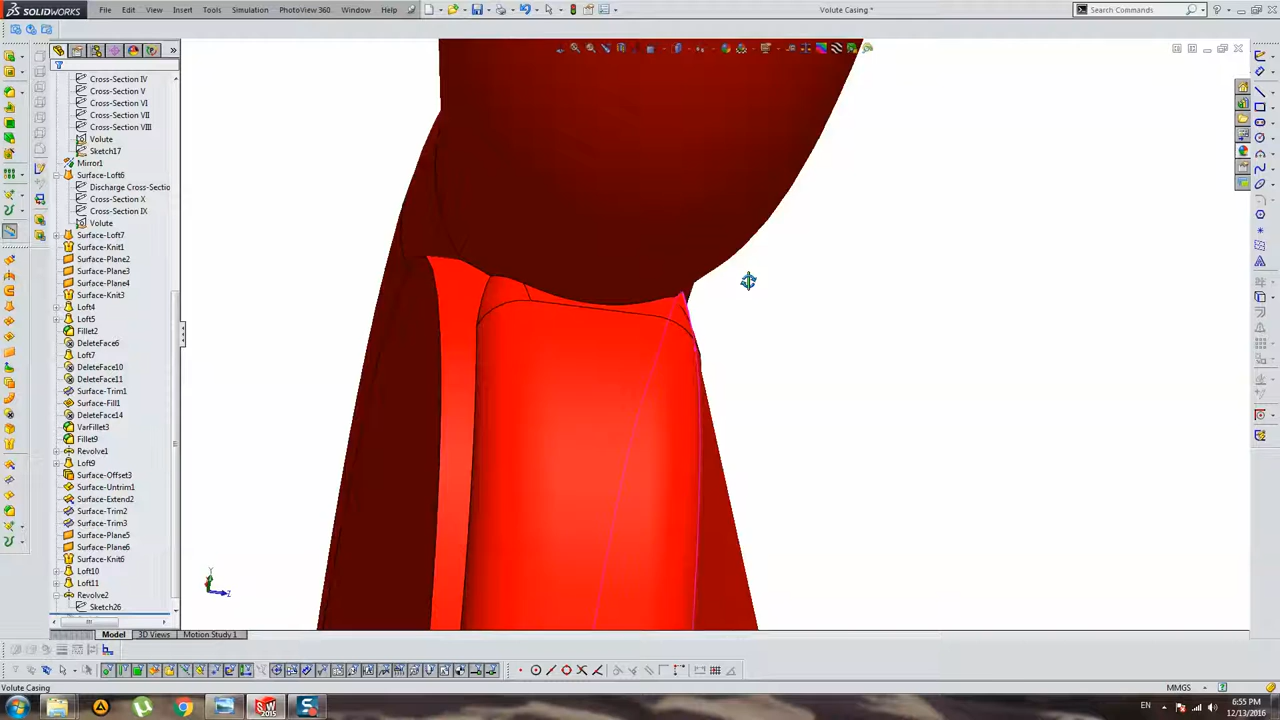 SOLIDWORKS
File Edit View Insert Tools Simulation PhotoView 360 Window Help
Volute Casing *
Search Commands
Cross-Section IV
Cross-Section V
Cross-Section VI
Cross-Section VII
Cross-Section VIII
Volute
Sketch17
Mirror1
Surface-Loft6
Discharge Cross-Sectio
Cross-Section X
Cross-Section IX
Volute
Surface-Loft7
Surface-Knit1
Surface-Plane2
Surface-Plane3
Surface-Plane4
Surface-Knit3
Loft4
Loft5
Fillet2
DeleteFace6
Loft7
DeleteFace10
DeleteFace11
Surface-Trim1
Surface-Fill1
DeleteFace14
VarFillet3
Fillet9
Revolve1
Loft9
Surface-Offset3
Surface-Untrim1
Surface-Extend2
Surface-Trim2
Surface-Trim3
Surface-Plane5
Surface-Plane6
Surface-Knit6
Loft10
Loft11
Revolve2
Sketch26
Y
Z
Model 3D Views Motion Study 1
Volute Casing
MMGS
EN
6:55 PM
12/13/2016
SW
2015